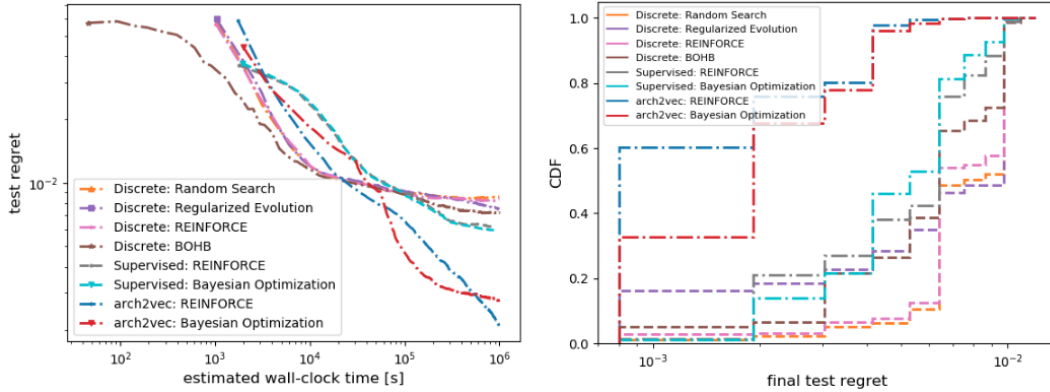 test regret
10⁻²
Discrete: Random Search
Discrete: Regularized Evolution
Discrete: REINFORCE
Discrete: BOHB
Supervised: REINFORCE
Supervised: Bayesian Optimization
arch2vec: REINFORCE
arch2vec: Bayesian Optimization
10² 10³ 10⁴ 10⁵ 10⁶
estimated wall-clock time [s]
CDF
1.0
0.8
0.6
0.4
0.2
0.0
Discrete: Random Search
Discrete: Regularized Evolution
Discrete: REINFORCE
Discrete: BOHB
Supervised: REINFORCE
Supervised: Bayesian Optimization
arch2vec: REINFORCE
arch2vec: Bayesian Optimization
10⁻³ 10⁻²
final test regret